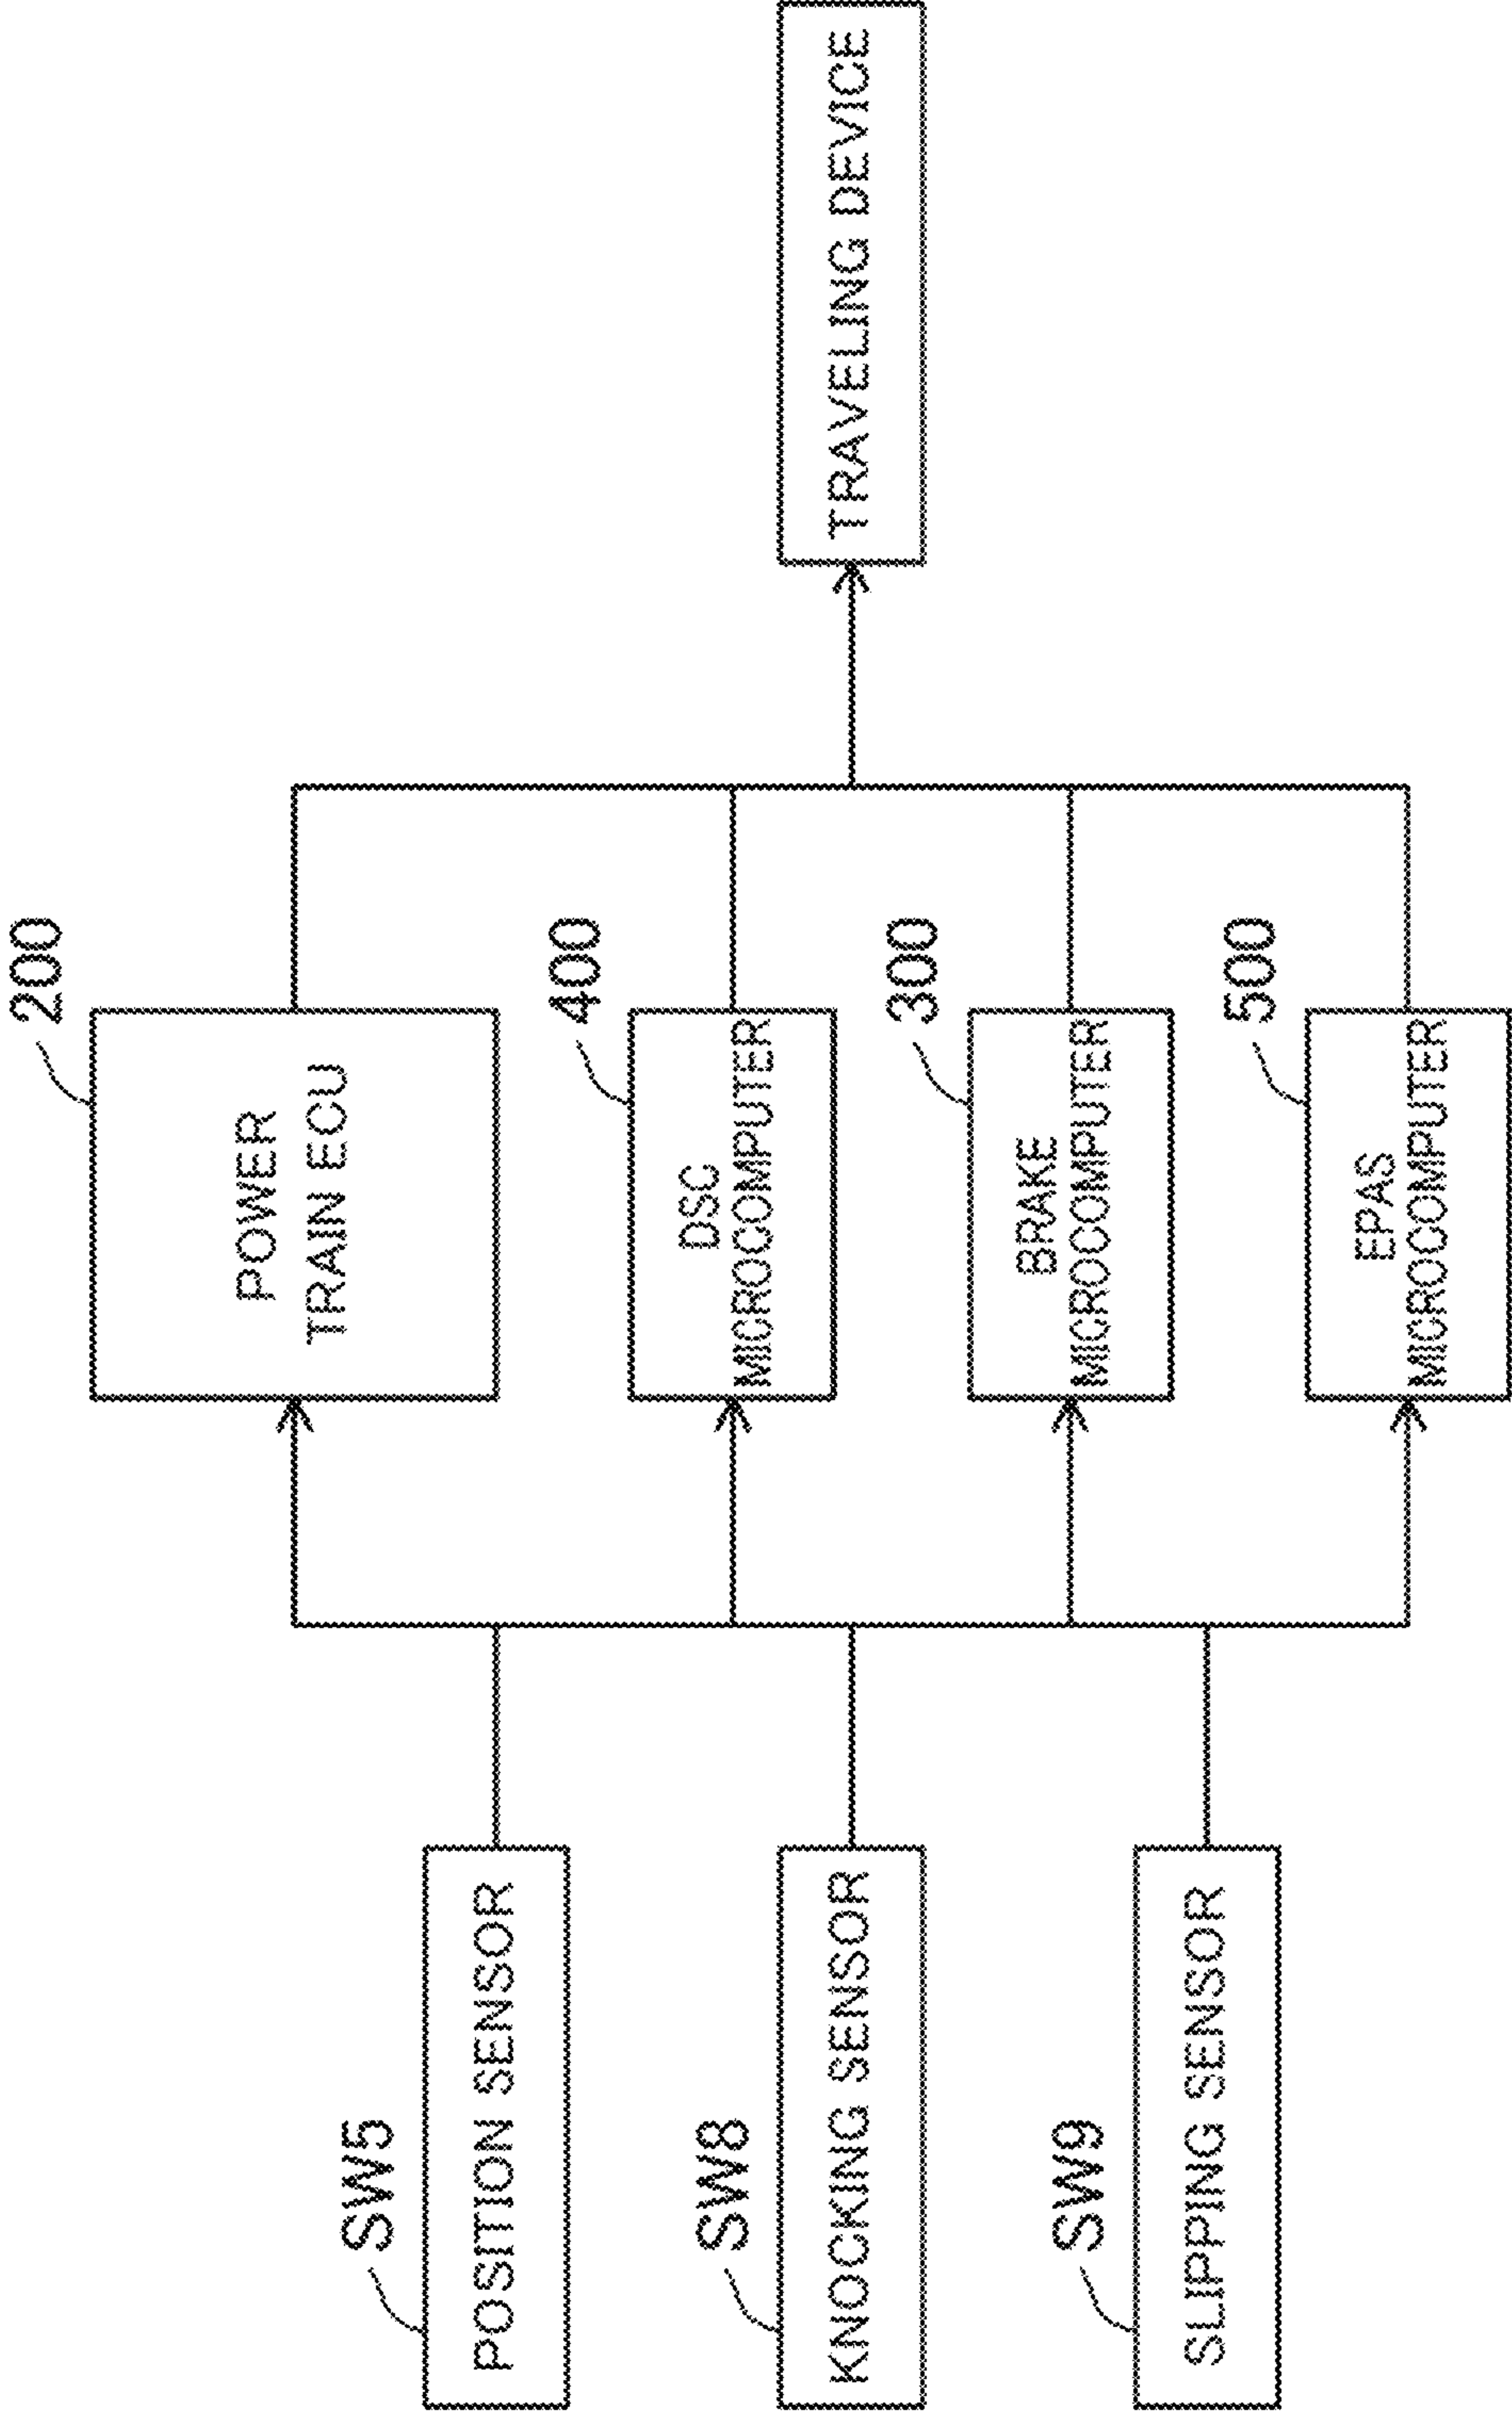 SW5
POSITION SENSOR
SW8
KNOCKING SENSOR
SW9
SLIPPING SENSOR
200
POWER
TRAIN ECU
400
DSC
MICROCOMPUTER
300
BRAKE
MICROCOMPUTER
500
EPAS
MICROCOMPUTER
TRAVELING DEVICE